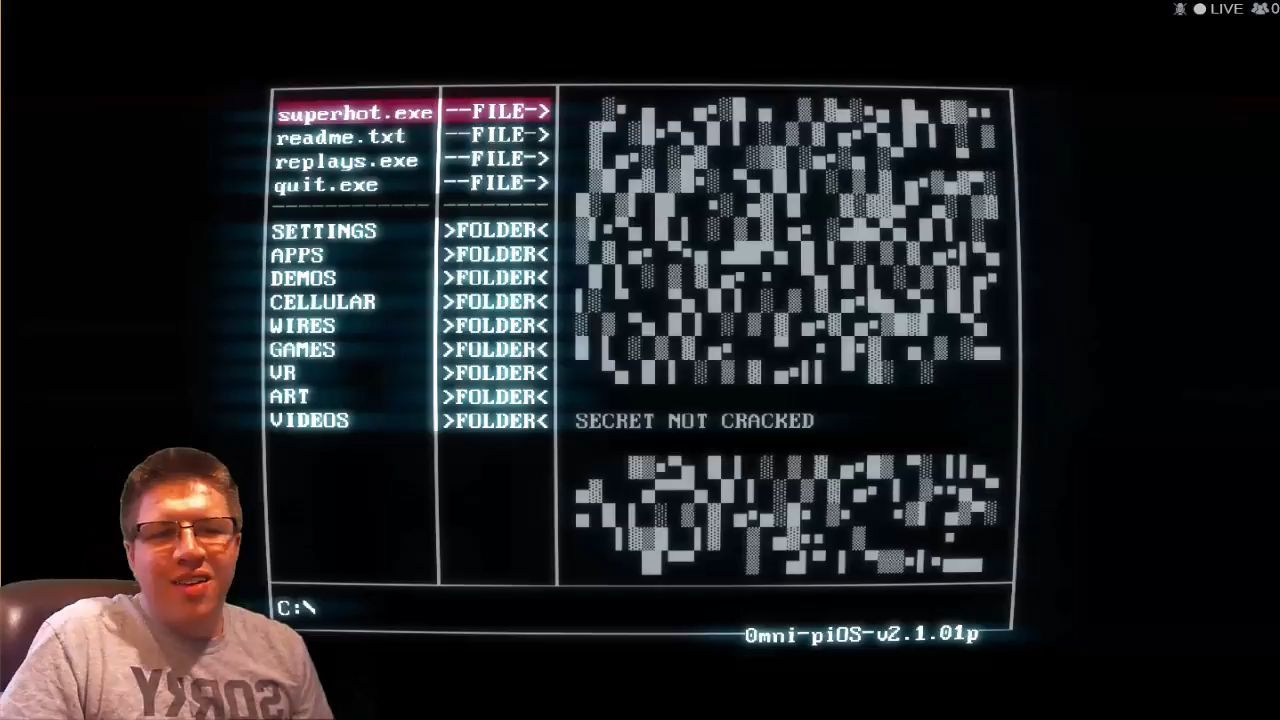 LIVE 0
superhot.exe --FILE->
readme.txt --FILE->
replays.exe --FILE->
quit.exe --FILE->
SETTINGS >FOLDER<
APPS >FOLDER<
DEMOS >FOLDER<
CELLULAR >FOLDER<
WIRES >FOLDER<
GAMES >FOLDER<
VR >FOLDER<
ART >FOLDER<
VIDEOS >FOLDER<
SECRET NOT CRACKED
C:\
0mni-piOS-v2.1.01p
SORRY